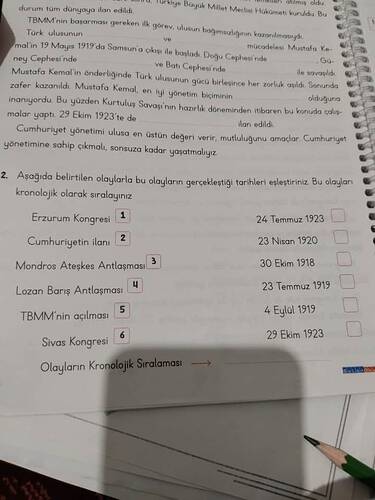 Türkiye Büyük Millet Meclisi Hükümeti kuruldu. Bu
durum tüm dünyaya ilan edildi.
TBMM'nin başarması gereken ilk görev, ulusun bağımsızlığının kazanılmasıydı.
Türk ulusunun ve mücadelesi Mustafa Ke-
mal'in 19 Mayıs 1919'da Samsun'a çıkışı ile başladı. Doğu Cephesi'nde , Gü-
ney Cephesi'nde ve Batı Cephesi'nde ile savaşıldı.
Mustafa Kemal'in önderliğinde Türk ulusunun gücü birleşince her zorluk aşıldı. Sonunda
zafer kazanıldı. Mustafa Kemal, en iyi yönetim biçiminin olduğuna
inanıyordu. Bu yüzden Kurtuluş Savaşı'nın hazırlık döneminden itibaren bu konuda çalış-
malar yaptı. 29 Ekim 1923'te de ilan edildi.
Cumhuriyet yönetimi ulusa en üstün değeri verir, mutluluğunu amaçlar. Cumhuriyet
yönetimine sahip çıkmalı, sonsuza kadar yaşatmalıyız.
2. Aşağıda belirtilen olaylarla bu olayların gerçekleştiği tarihleri eşleştiriniz. Bu olayları
kronolojik olarak sıralayınız
Erzurum Kongresi 1 24 Temmuz 1923
Cumhuriyetin ilanı 2 23 Nisan 1920
Mondros Ateşkes Antlaşması 3 30 Ekim 1918
Lozan Barış Antlaşması 4 23 Temmuz 1919
TBMM'nin açılması 5 4 Eylül 1919
Sivas Kongresi 6 29 Ekim 1923
Olayların Kronolojik Sıralaması →